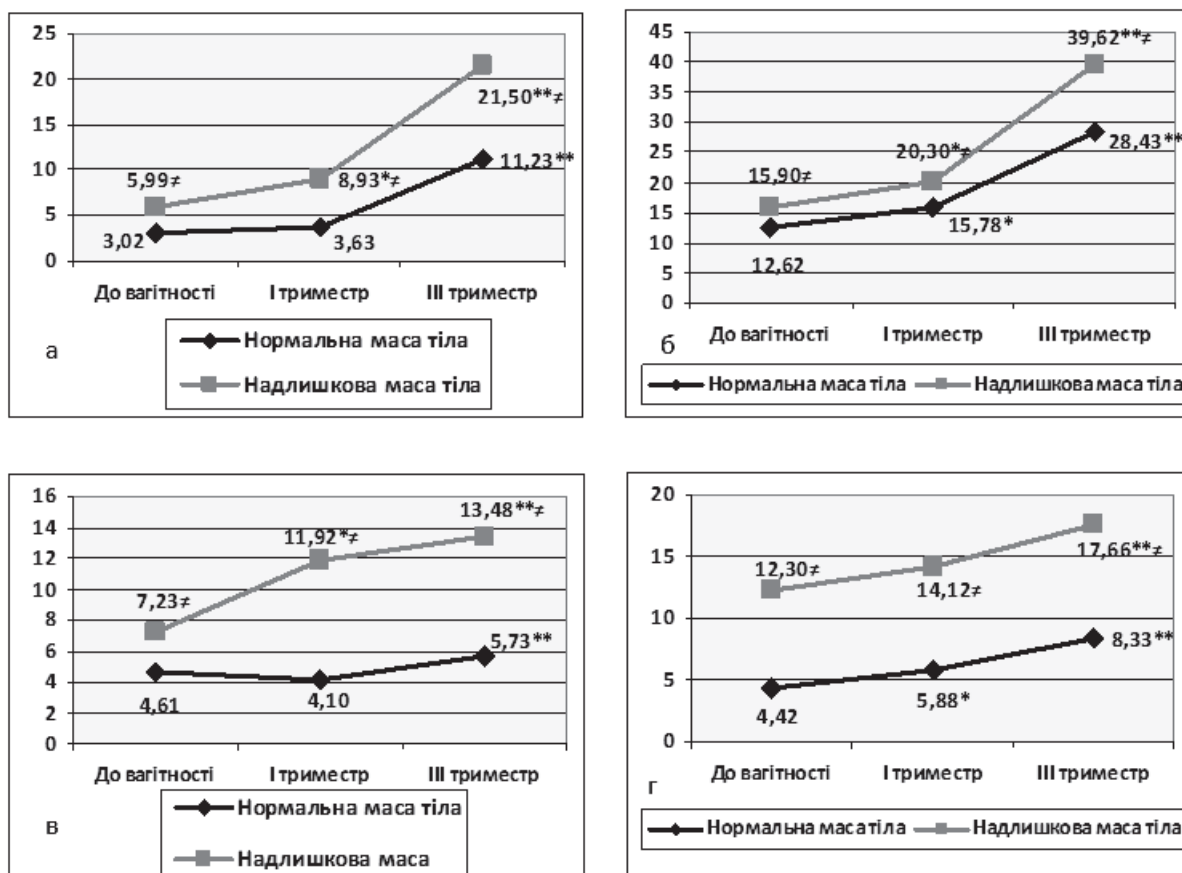 25
20
15
10
5
0
5,99≠
8,93*≠
21,50**≠
3,02
3,63
11,23**
До вагітності
І триместр
ІІІ триместр
Нормальна маса тіла
Надлишкова маса тіла
а
45
40
35
30
25
20
15
10
5
0
15,90≠
20,30*≠
39,62**≠
12,62
15,78*
28,43**
До вагітності
І триместр
ІІІ триместр
Нормальна маса тіла
Надлишкова маса тіла
б
16
14
12
10
8
6
4
2
0
7,23≠
11,92*≠
13,48**≠
4,61
4,10
5,73**
До вагітності
І триместр
ІІІ триместр
Нормальна маса тіла
Надлишкова маса
в
20
15
10
5
0
12,30≠
14,12≠
17,66**≠
4,42
5,88*
8,33**
До вагітності
І триместр
ІІІ триместр
Нормальна маса тіла
Надлишкова маса тіла
г